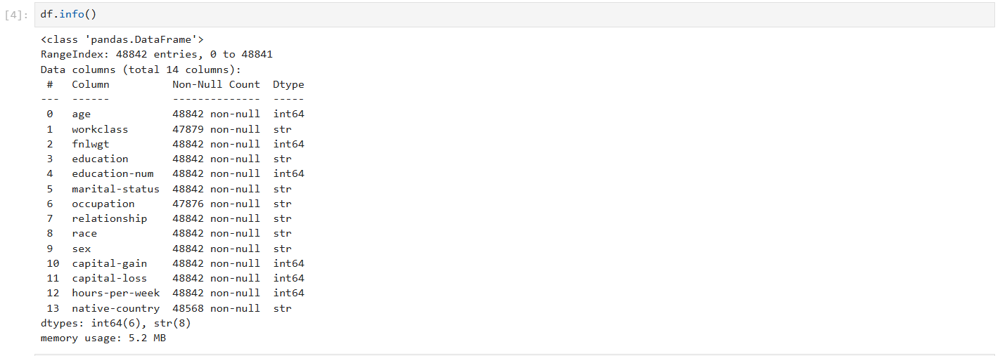 [4]: df.info()
<class 'pandas.DataFrame'>
RangeIndex: 48842 entries, 0 to 48841
Data columns (total 14 columns):
 #   Column          Non-Null Count  Dtype
---  ------          --------------  -----
 0   age             48842 non-null  int64
 1   workclass       47879 non-null  str
 2   fnlwgt          48842 non-null  int64
 3   education       48842 non-null  str
 4   education-num   48842 non-null  int64
 5   marital-status  48842 non-null  str
 6   occupation      47876 non-null  str
 7   relationship    48842 non-null  str
 8   race            48842 non-null  str
 9   sex             48842 non-null  str
 10  capital-gain    48842 non-null  int64
 11  capital-loss    48842 non-null  int64
 12  hours-per-week  48842 non-null  int64
 13  native-country  48568 non-null  str
dtypes: int64(6), str(8)
memory usage: 5.2 MB